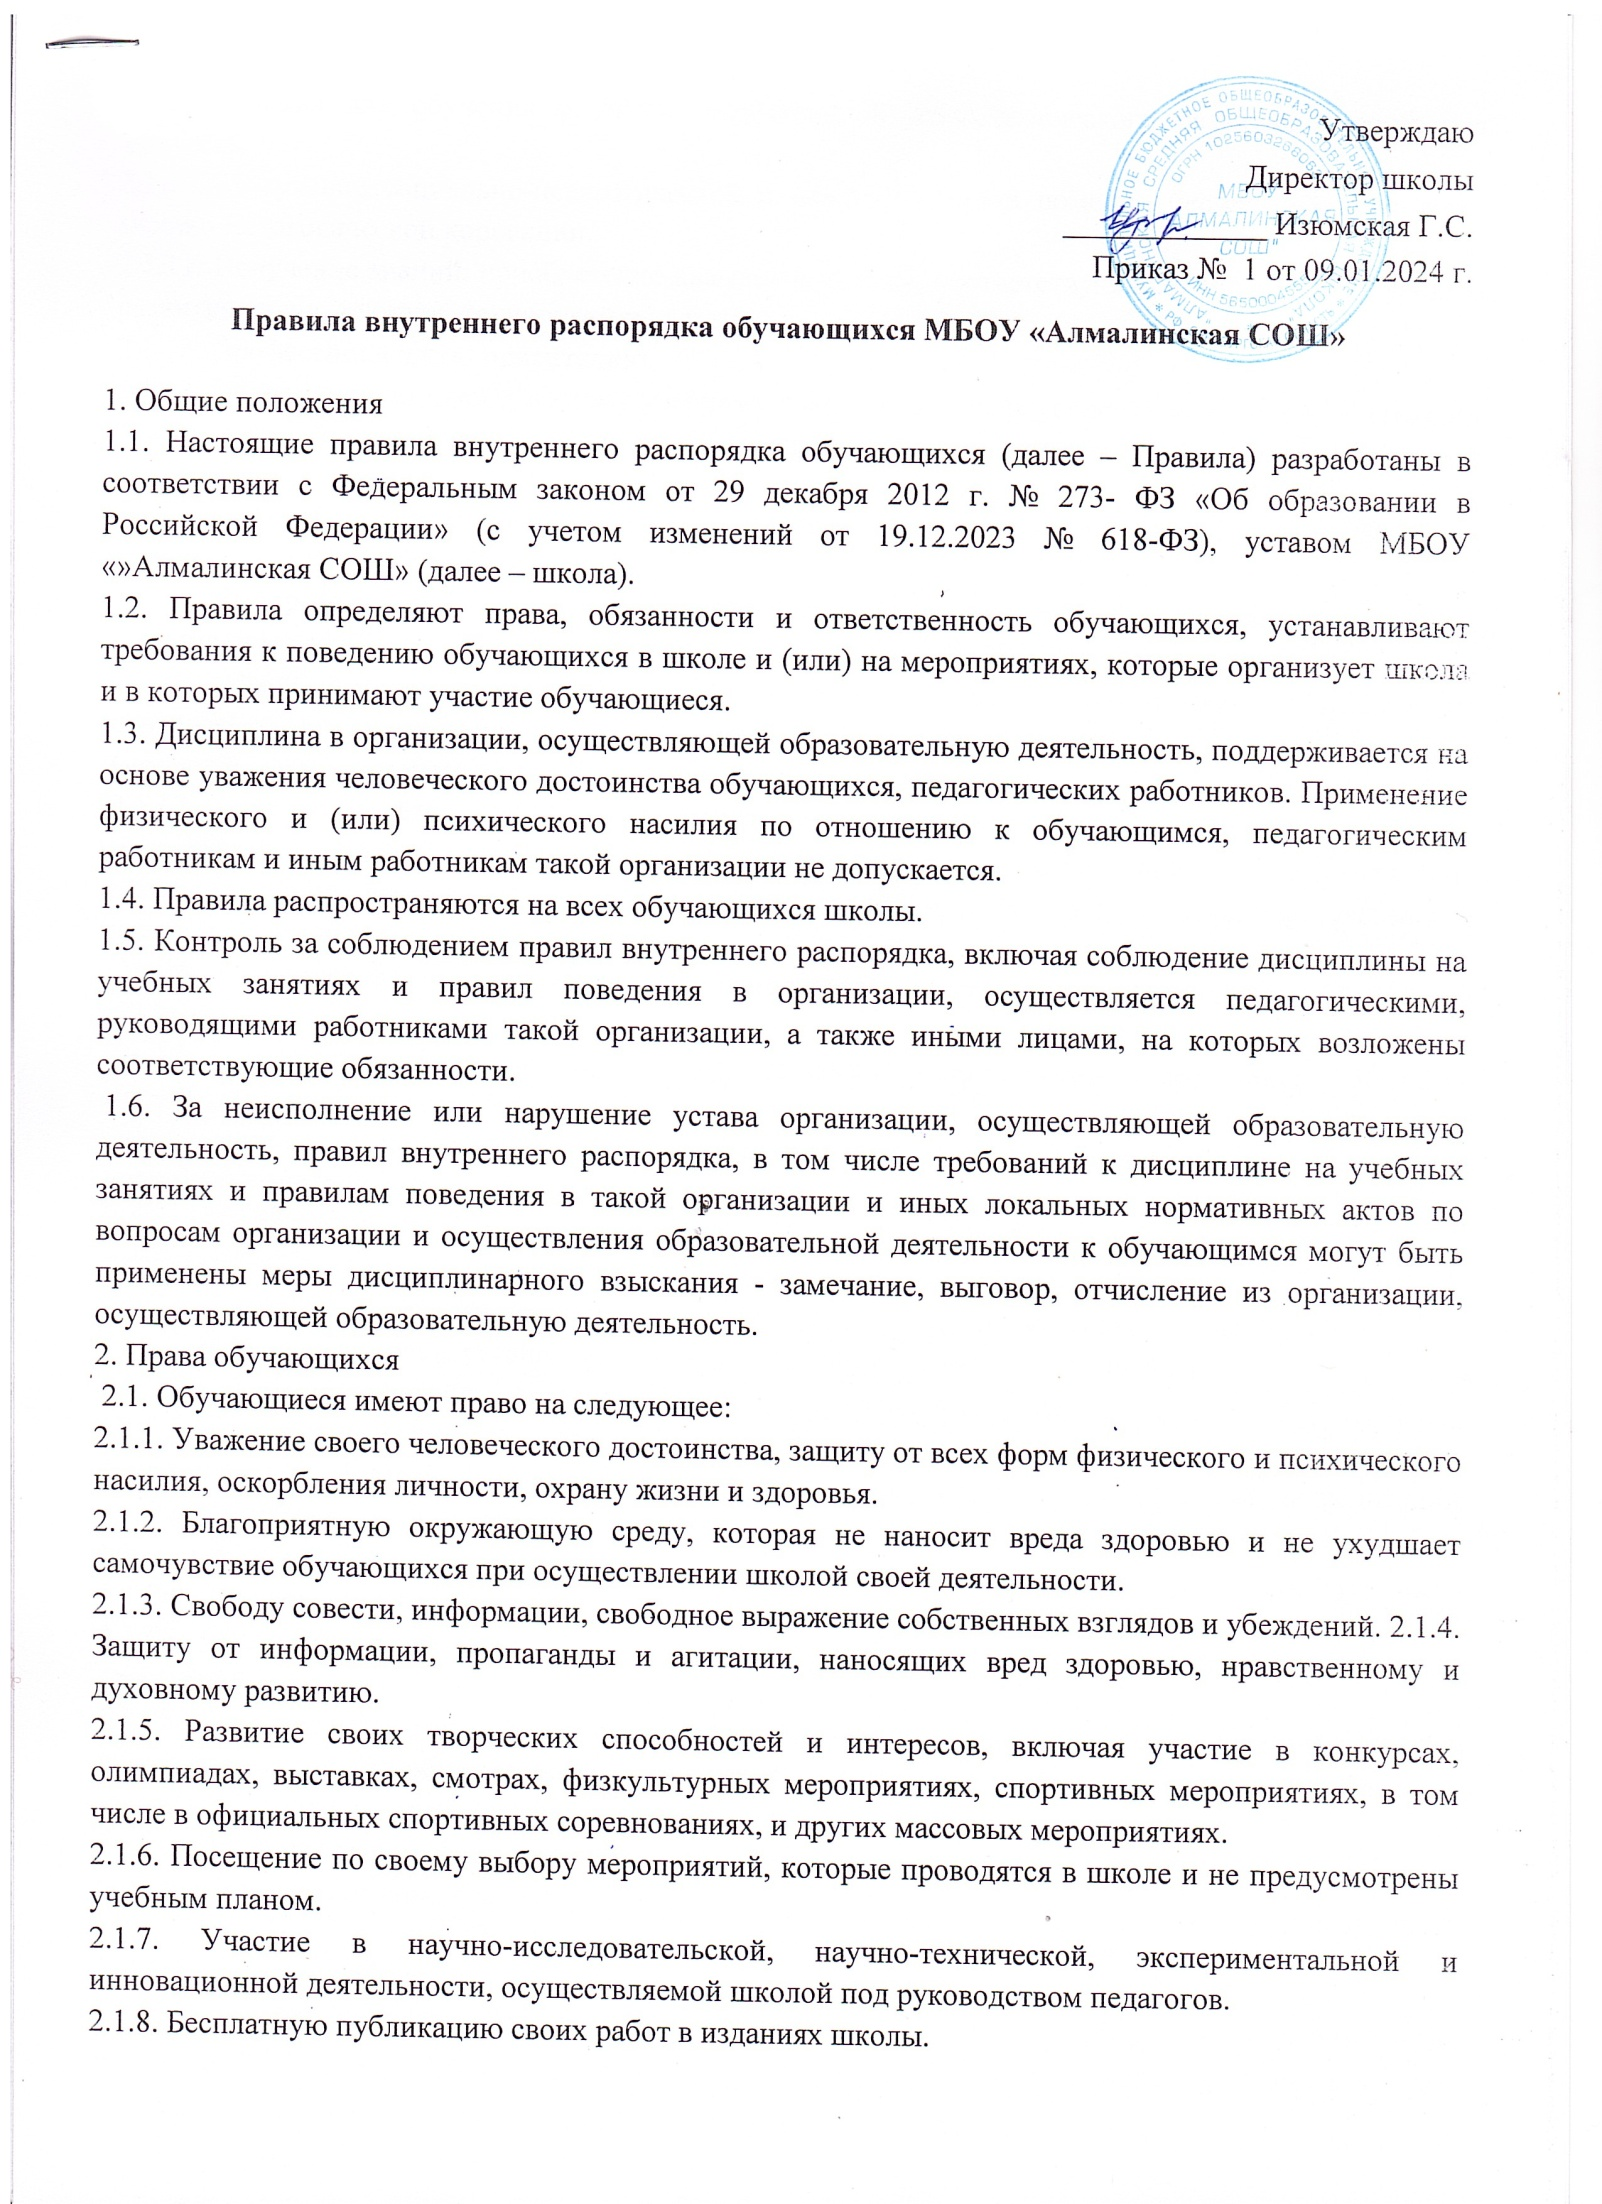 Утверждаю
Директор школы
Изюмская Г.С.
Приказ № 1 от 09.01.2024 г.
МБОУ
"АЛМАЛИНСКАЯ
СОШ"
Правила внутреннего распорядка обучающихся МБОУ «Алмалинская СОШ»
1. Общие положения
1.1. Настоящие правила внутреннего распорядка обучающихся (далее – Правила) разработаны в
соответствии с Федеральным законом от 29 декабря 2012 г. № 273- ФЗ «Об образовании в
Российской Федерации» (с учетом изменений от 19.12.2023 № 618-ФЗ), уставом МБОУ
«»Алмалинская СОШ» (далее – школа).
1.2. Правила определяют права, обязанности и ответственность обучающихся, устанавливают
требования к поведению обучающихся в школе и (или) на мероприятиях, которые организует школа
и в которых принимают участие обучающиеся.
1.3. Дисциплина в организации, осуществляющей образовательную деятельность, поддерживается на
основе уважения человеческого достоинства обучающихся, педагогических работников. Применение
физического и (или) психического насилия по отношению к обучающимся, педагогическим
работникам и иным работникам такой организации не допускается.
1.4. Правила распространяются на всех обучающихся школы.
1.5. Контроль за соблюдением правил внутреннего распорядка, включая соблюдение дисциплины на
учебных занятиях и правил поведения в организации, осуществляется педагогическими,
руководящими работниками такой организации, а также иными лицами, на которых возложены
соответствующие обязанности.
1.6. За неисполнение или нарушение устава организации, осуществляющей образовательную
деятельность, правил внутреннего распорядка, в том числе требований к дисциплине на учебных
занятиях и правилам поведения в такой организации и иных локальных нормативных актов по
вопросам организации и осуществления образовательной деятельности к обучающимся могут быть
применены меры дисциплинарного взыскания - замечание, выговор, отчисление из организации,
осуществляющей образовательную деятельность.
2. Права обучающихся
2.1. Обучающиеся имеют право на следующее:
2.1.1. Уважение своего человеческого достоинства, защиту от всех форм физического и психического
насилия, оскорбления личности, охрану жизни и здоровья.
2.1.2. Благоприятную окружающую среду, которая не наносит вреда здоровью и не ухудшает
самочувствие обучающихся при осуществлении школой своей деятельности.
2.1.3. Свободу совести, информации, свободное выражение собственных взглядов и убеждений. 2.1.4.
Защиту от информации, пропаганды и агитации, наносящих вред здоровью, нравственному и
духовному развитию.
2.1.5. Развитие своих творческих способностей и интересов, включая участие в конкурсах,
олимпиадах, выставках, смотрах, физкультурных мероприятиях, спортивных мероприятиях, в том
числе в официальных спортивных соревнованиях, и других массовых мероприятиях.
2.1.6. Посещение по своему выбору мероприятий, которые проводятся в школе и не предусмотрены
учебным планом.
2.1.7. Участие в научно-исследовательской, научно-технической, экспериментальной и
инновационной деятельности, осуществляемой школой под руководством педагогов.
2.1.8. Бесплатную публикацию своих работ в изданиях школы.